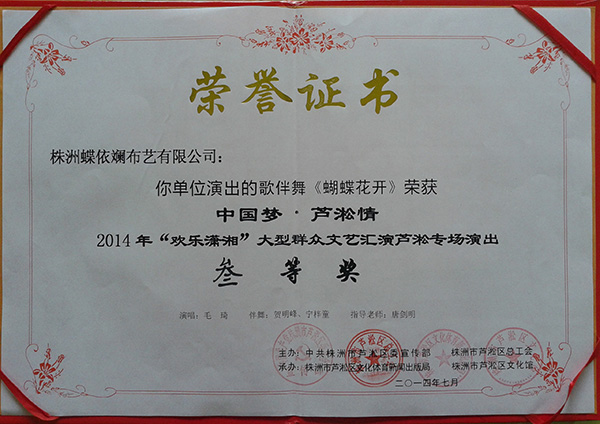 荣誉证书
株洲蝶依斓布艺有限公司:
你单位演出的歌伴舞《蝴蝶花开》荣获
中国梦·芦淞情
2014年“欢乐潇湘”大型群众文艺汇演芦淞专场演出
叁等奖
演唱:毛 琦 伴舞:贺明峰、宁梓童 指导老师:唐剑明
主办:中共株洲市芦淞区委宣传部 株洲市芦淞区总工会
承办:株洲市芦淞区文化体育新闻出版局 株洲市芦淞区文化馆
二〇一四年七月